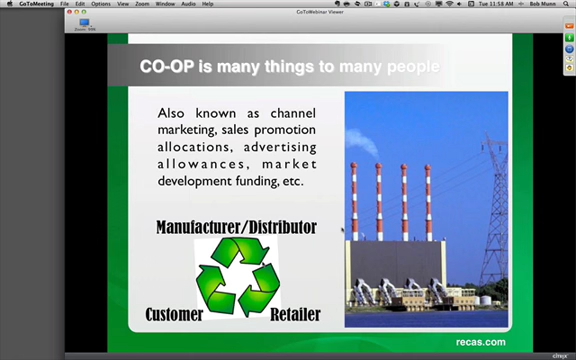 GoToMeeting File Edit Options View Zoom Window Audio Help
Tue 11:58 AM Beb Munn
GoToWebinar Viewer
CO-OP is many things to many people
Also known as channel
marketing, sales promotion
allocations, advertising
allowances, market
development funding, etc.
Manufacturer/Distributor
Customer Retailer
recas.com